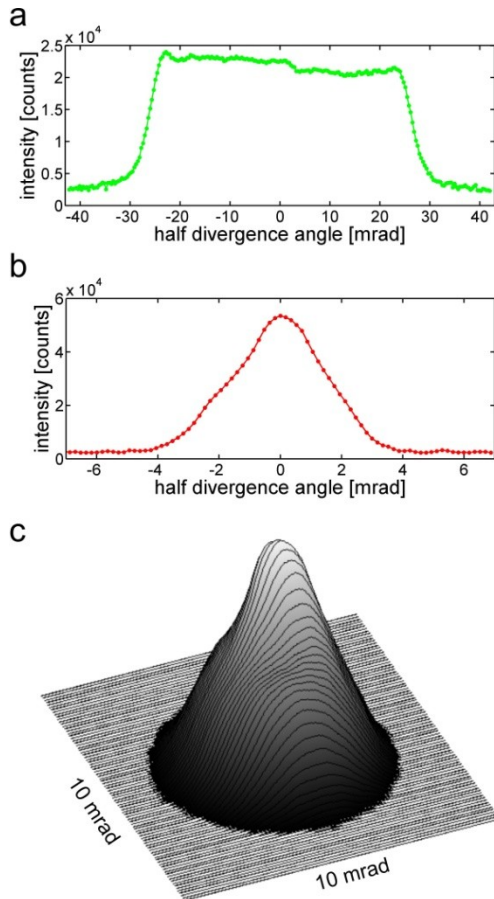 a
× 10⁴
2.5
2
1.5
1
0.5
0
intensity [counts]
-40 -30 -20 -10 0 10 20 30 40
half divergence angle [mrad]
b
× 10⁴
6
4
2
0
intensity [counts]
-6 -4 -2 0 2 4 6
half divergence angle [mrad]
c
10 mrad
10 mrad